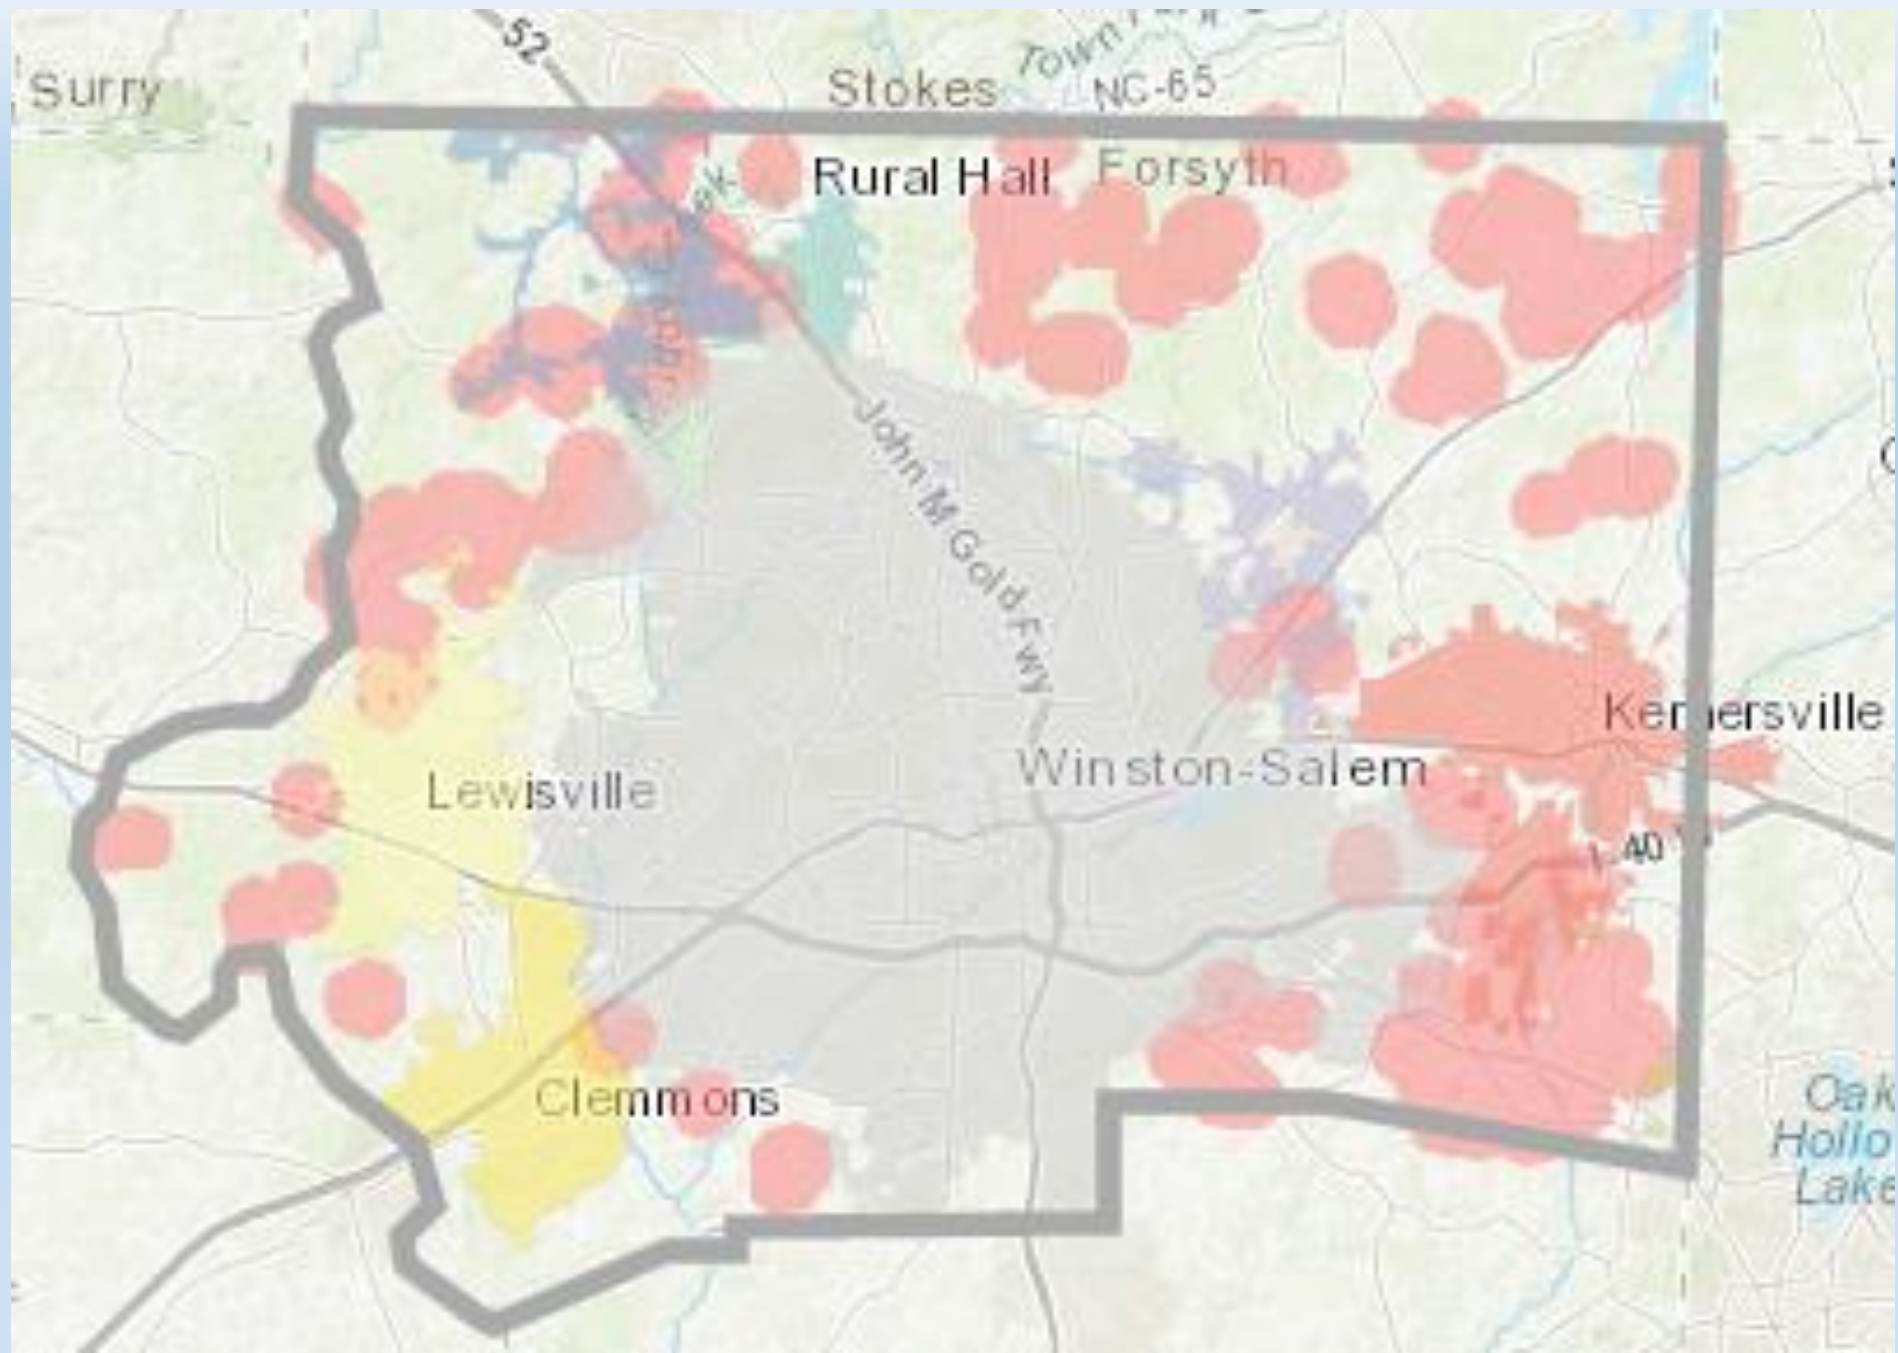 52
Surry
Stokes
NC-65
Rural Hall
Forsyth
John M Gold Fwy
Kernersville
Winston-Salem
Lewisville
I-40
Clemmons
Oak
Hollo
Lake